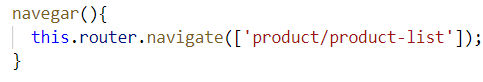 navegar(){
  this.router.navigate(['product/product-list']);
}